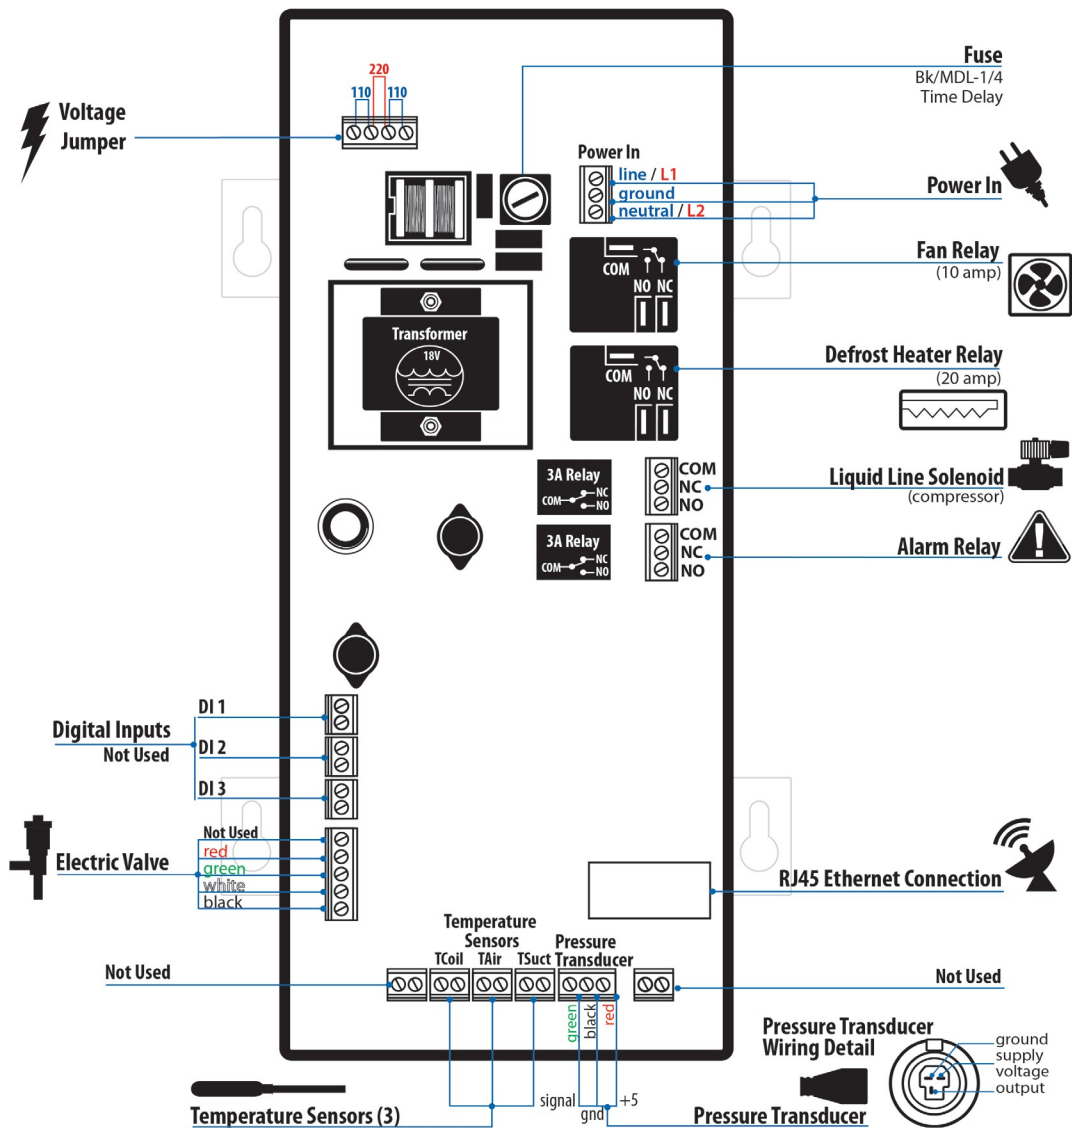 Fuse
Bk/MDL-1/4
Time Delay
220
110 110
Voltage
Jumper
Power In
line / L1
ground
neutral / L2
Power In
COM
NO NC
Fan Relay
(10 amp)
Transformer
18V
COM
NO NC
Defrost Heater Relay
(20 amp)
3A Relay
COM NC
NO
COM
NC
NO
Liquid Line Solenoid
(compressor)
3A Relay
COM NC
NO
COM
NC
NO
Alarm Relay
Digital Inputs
Not Used
DI 1
DI 2
DI 3
Electric Valve
Not Used
red
green
white
black
RJ45 Ethernet Connection
Temperature
Sensors
TCoil TAir TSuct
Pressure
Transducer
Not Used
Not Used
green
black
red
signal
gnd
+5
Temperature Sensors (3)
Pressure Transducer
Pressure Transducer
Wiring Detail
ground
supply
voltage
output